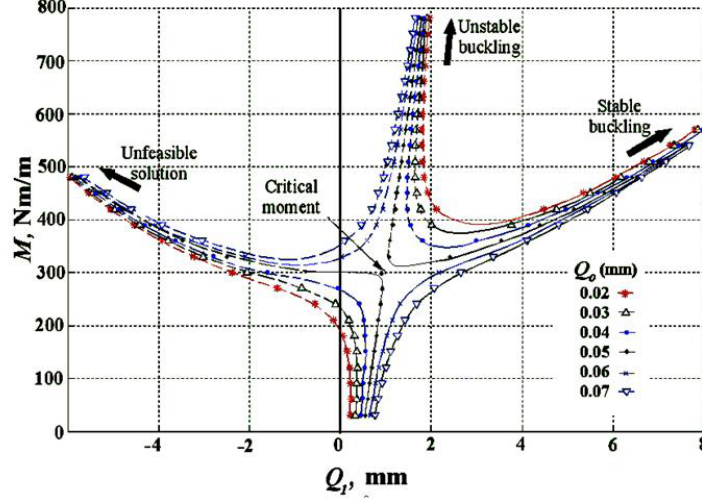 800
700
600
500
400
300
200
100
0
M, Nm/m
Unstable
buckling
Stable
buckling
Unfeasible
solution
Critical
moment
Q₀ (mm)
0.02
0.03
0.04
0.05
0.06
0.07
-4 -2 0 2 4 6 8
Q₁, mm